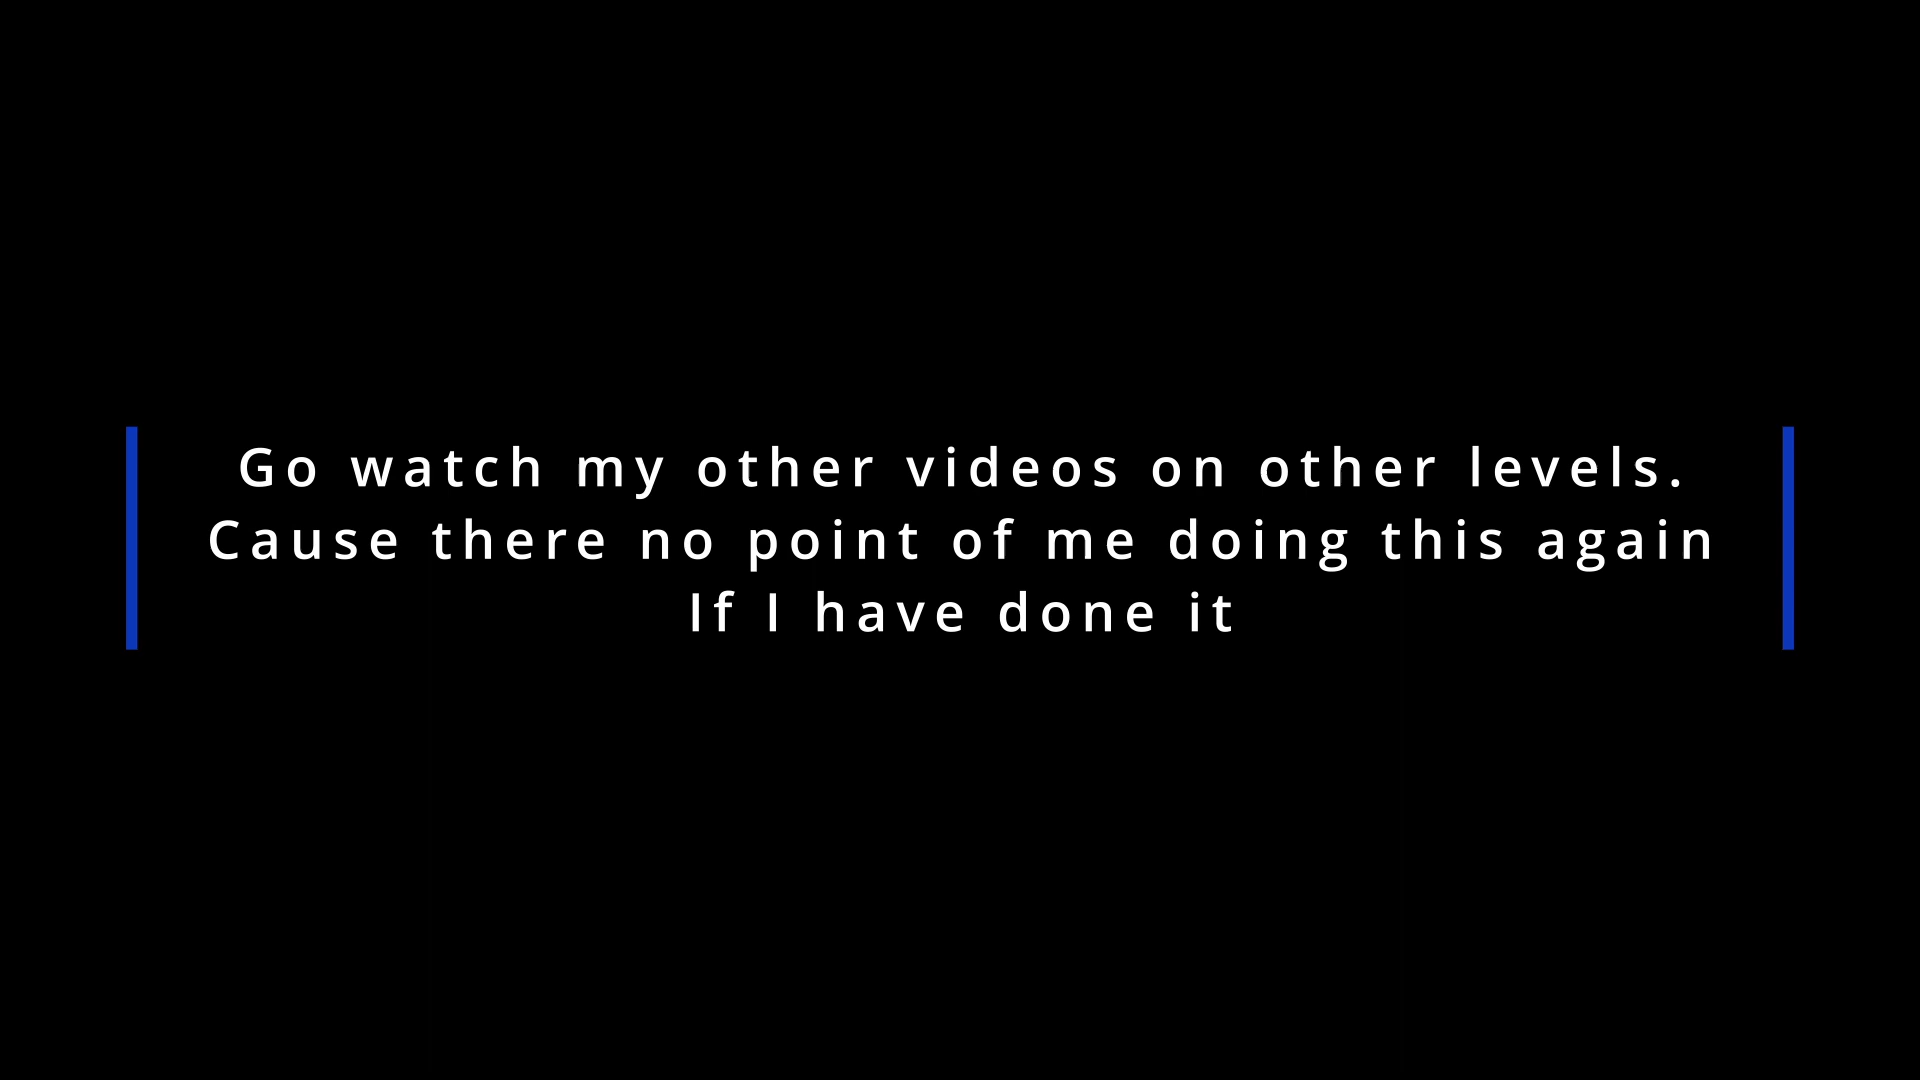 Go watch my other videos on other levels.
Cause there no point of me doing this again
If I have done it